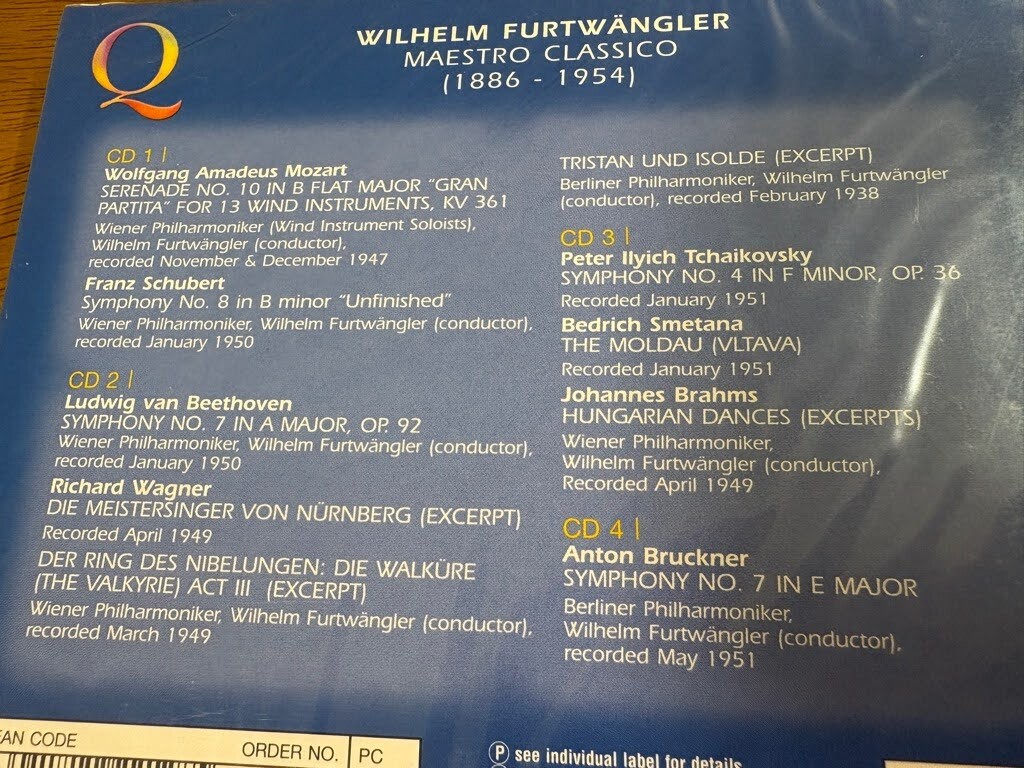 Q
WILHELM FURTWÄNGLER
MAESTRO CLASSICO
(1886 - 1954)
CD 1 |
Wolfgang Amadeus Mozart
SERENADE NO. 10 IN B FLAT MAJOR "GRAN
PARTITA" FOR 13 WIND INSTRUMENTS, KV 361
Wiener Philharmoniker (Wind Instrument Soloists),
Wilhelm Furtwängler (conductor),
recorded November & December 1947
Franz Schubert
Symphony No. 8 in B minor "Unfinished"
Wiener Philharmoniker, Wilhelm Furtwängler (conductor),
recorded January 1950
CD 2 |
Ludwig van Beethoven
SYMPHONY NO. 7 IN A MAJOR, OP. 92
Wiener Philharmoniker, Wilhelm Furtwängler (conductor),
recorded January 1950
Richard Wagner
DIE MEISTERSINGER VON NÜRNBERG (EXCERPT)
Recorded April 1949
DER RING DES NIBELUNGEN: DIE WALKÜRE
(THE VALKYRIE) ACT III (EXCERPT)
Wiener Philharmoniker, Wilhelm Furtwängler (conductor),
recorded March 1949
TRISTAN UND ISOLDE (EXCERPT)
Berliner Philharmoniker, Wilhelm Furtwängler
(conductor), recorded February 1938
CD 3 |
Peter Ilyich Tchaikovsky
SYMPHONY NO. 4 IN F MINOR, OP. 36
Recorded January 1951
Bedrich Smetana
THE MOLDAU (VLTAVA)
Recorded January 1951
Johannes Brahms
HUNGARIAN DANCES (EXCERPTS)
Wiener Philharmoniker,
Wilhelm Furtwängler (conductor),
Recorded April 1949
CD 4 |
Anton Bruckner
SYMPHONY NO. 7 IN E MAJOR
Berliner Philharmoniker,
Wilhelm Furtwängler (conductor),
recorded May 1951
EAN CODE
ORDER NO. PC
Ⓟ see individual label for details